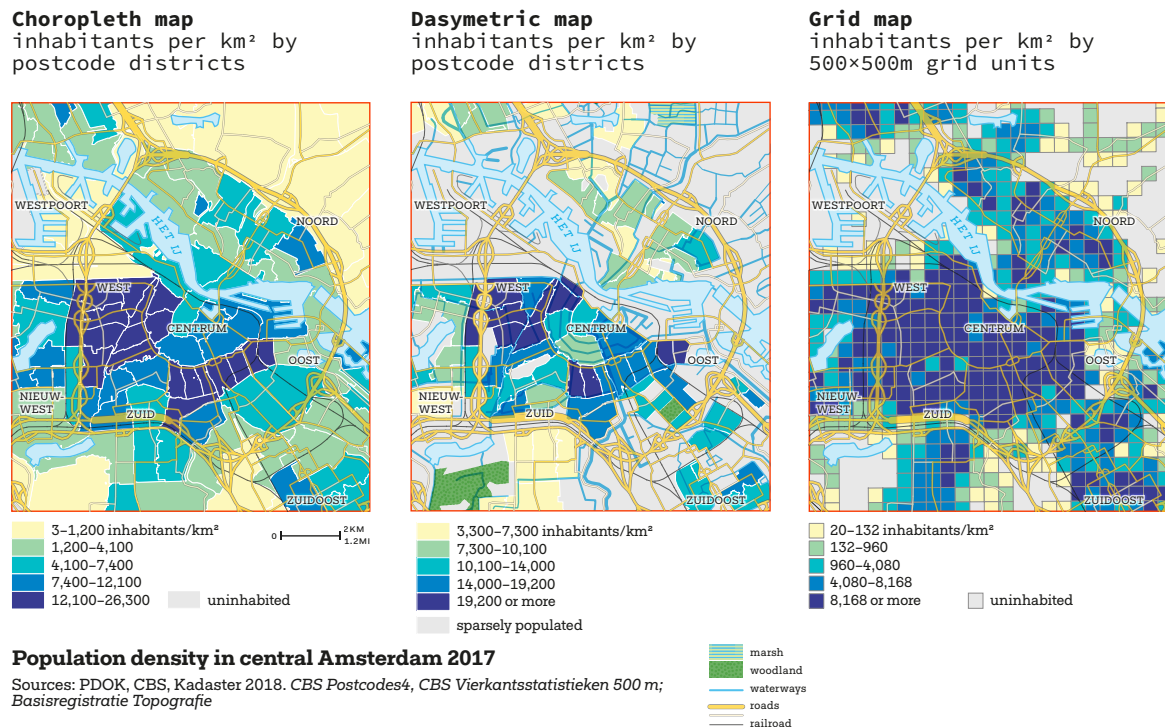 Choropleth map
inhabitants per km² by
postcode districts
Dasymetric map
inhabitants per km² by
postcode districts
Grid map
inhabitants per km² by
500×500m grid units
WESTPOORT
HET IJ
NOORD
WEST
CENTRUM
OOST
NIEUW-
WEST
ZUID
ZUIDOOST
WESTPOORT
HET IJ
NOORD
WEST
CENTRUM
OOST
NIEUW-
WEST
ZUID
ZUIDOOST
WESTPOORT
HET IJ
NOORD
WEST
CENTRUM
OOST
NIEUW-
WEST
ZUID
ZUIDOOST
3–1,200 inhabitants/km²
1,200–4,100
4,100–7,400
7,400–12,100
12,100–26,300
uninhabited
0
2KM
1.2MI
3,300–7,300 inhabitants/km²
7,300–10,100
10,100–14,000
14,000–19,200
19,200 or more
sparsely populated
20–132 inhabitants/km²
132–960
960–4,080
4,080–8,168
8,168 or more
uninhabited
Population density in central Amsterdam 2017
Sources: PDOK, CBS, Kadaster 2018. CBS Postcodes4, CBS Vierkantsstatistieken 500 m;
Basisregistratie Topografie
marsh
woodland
waterways
roads
railroad